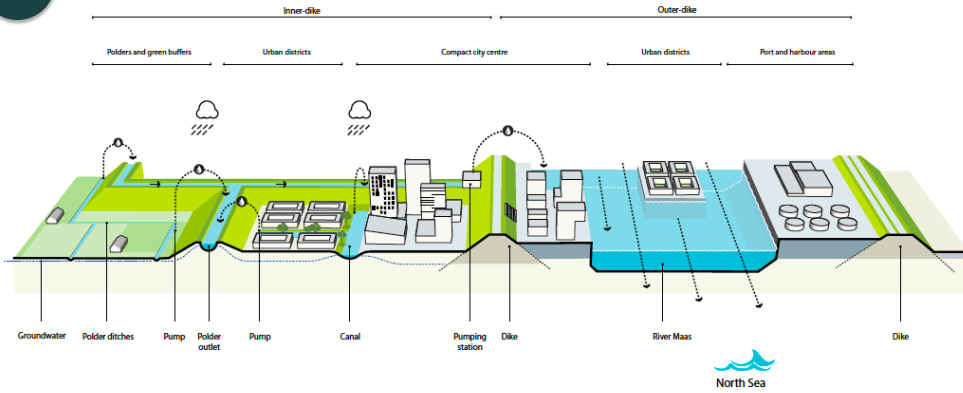 Inner-dike
Outer-dike
Polders and green buffers
Urban districts
Compact city centre
Urban districts
Port and harbour areas
Groundwater
Polder ditches
Pump
Polder
outlet
Pump
Canal
Pumping
station
Dike
River Maas
Dike
North Sea